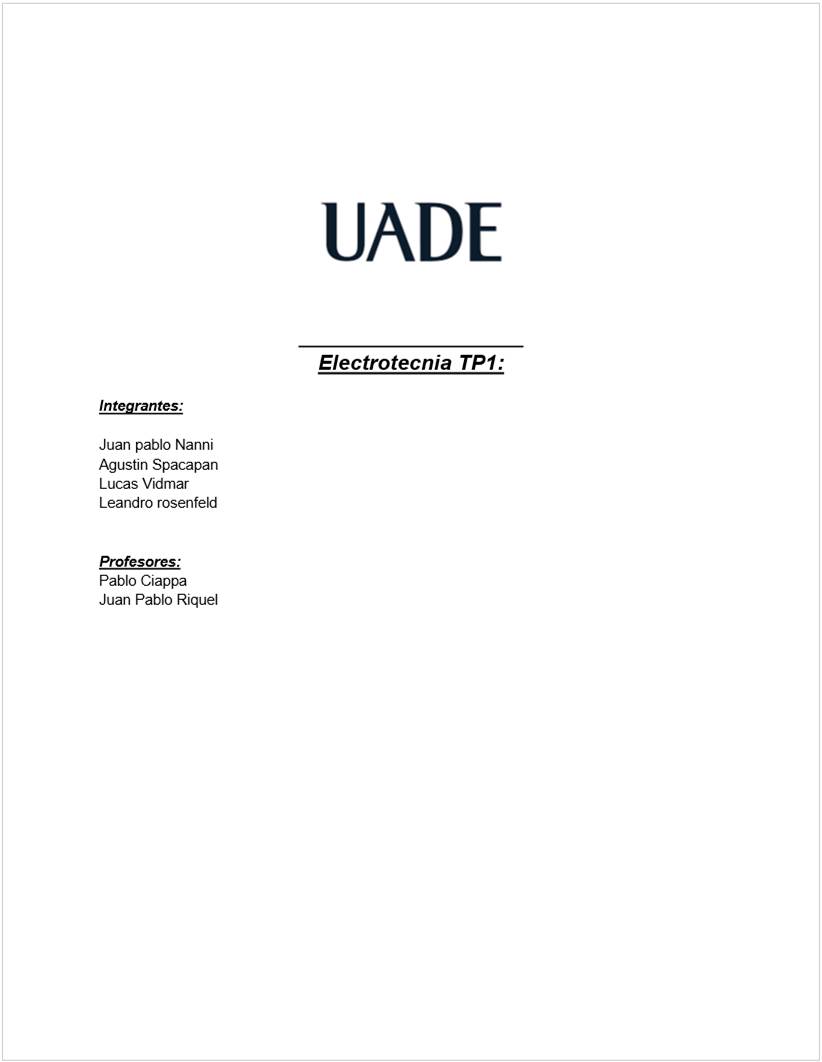 UADE
Electrotecnia TP1:
Integrantes:
Juan pablo Nanni
Agustin Spacapan
Lucas Vidmar
Leandro rosenfeld
Profesores:
Pablo Ciappa
Juan Pablo Riquel